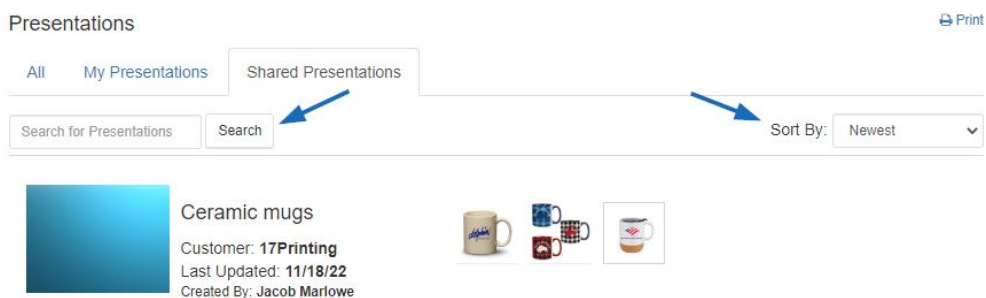 Presentations
Print
All My Presentations Shared Presentations
Search for Presentations Search Sort By: Newest
Ceramic mugs
Customer: 17Printing
Last Updated: 11/18/22
Created By: Jacob Marlowe